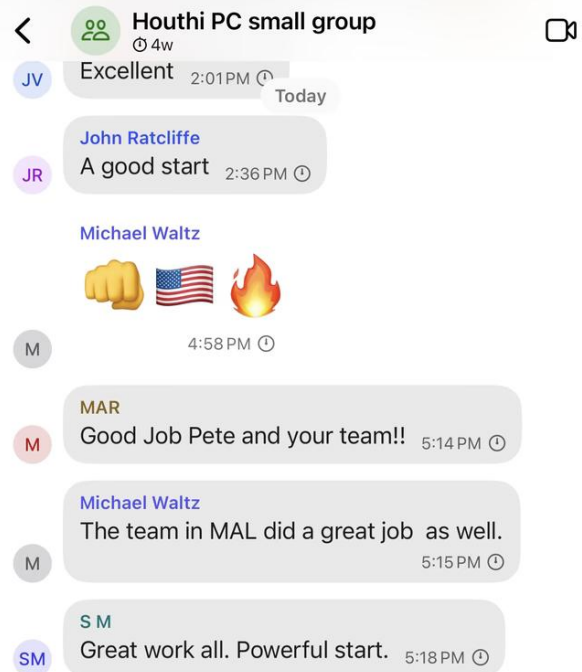 Houthi PC small group
4w
JV
Excellent 2:01 PM
Today
John Ratcliffe
JR
A good start 2:36 PM
Michael Waltz
👊🇺🇸🔥
4:58 PM
M
MAR
M
Good Job Pete and your team!! 5:14 PM
Michael Waltz
The team in MAL did a great job  as well.
5:15 PM
M
S M
SM
Great work all. Powerful start. 5:18 PM